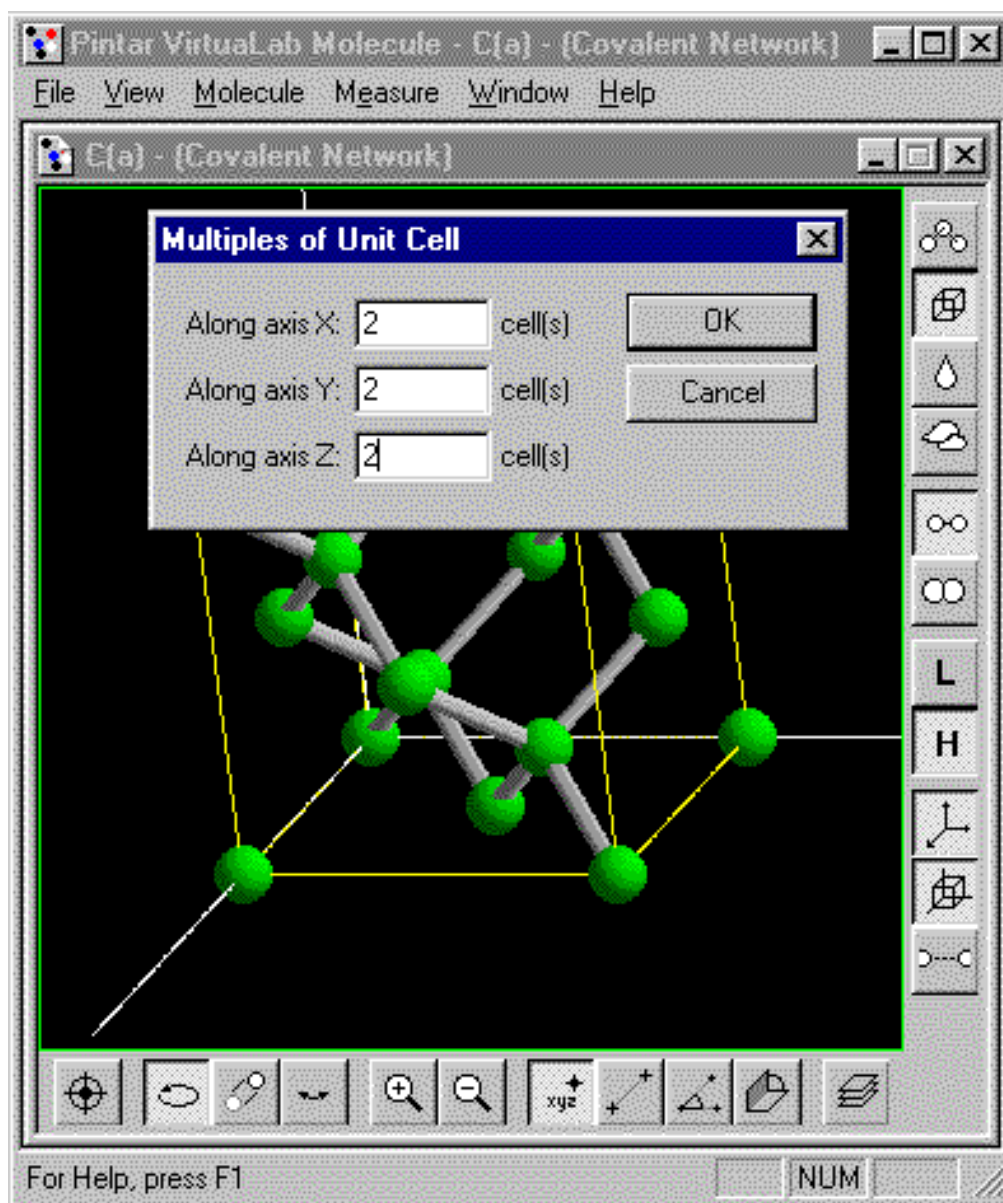 Pintar VirtuaLab Molecule - C(a) - {Covalent Network}
File View Molecule Measure Window Help
C(a) - {Covalent Network}
Multiples of Unit Cell
Along axis X: 2 cell(s) OK
Along axis Y: 2 cell(s) Cancel
Along axis Z: 2 cell(s)
L
H
xyz
For Help, press F1 NUM